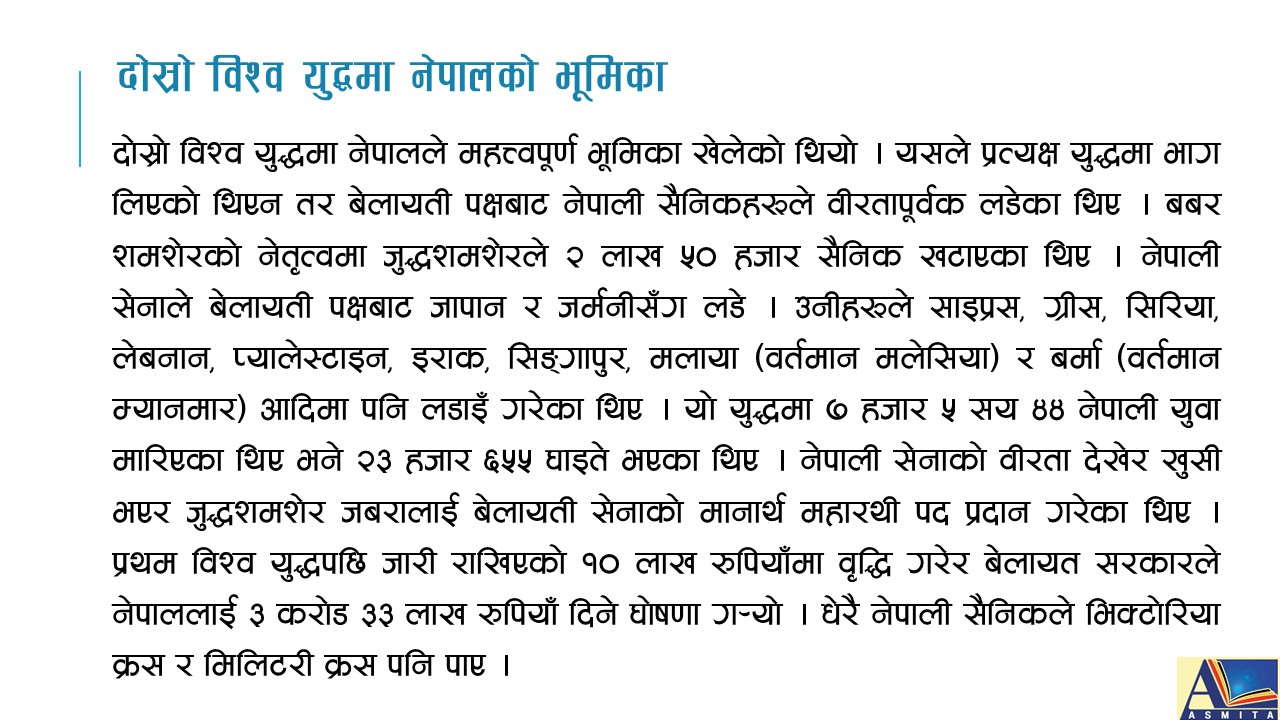 दोस्रो विश्व युद्धमा नेपालको भूमिका
दोस्रो विश्व युद्धमा नेपालले महत्त्वपूर्ण भूमिका खेलेको थियो । यसले प्रत्यक्ष युद्धमा भाग
लिएको थिएन तर बेलायती पक्षबाट नेपाली सैनिकहरुले वीरतापूर्वक लडेका थिए । बबर
शमशेरको नेतृत्वमा जुद्धशमशेरले २ लाख ५० हजार सैनिक खटाएका थिए । नेपाली
सेनाले बेलायती पक्षबाट जापान र जर्मनीसँग लडे । उनीहरुले साइप्रस, ग्रीस, सिरिया,
लेबनान, प्यालेस्टाइन, इराक, सिङ्गापुर, मलाया (वर्तमान मलेसिया) र बर्मा (वर्तमान
म्यानमार) आदिमा पनि लडाइँ गरेका थिए । यो युद्धमा ७ हजार ५ सय ४४ नेपाली युवा
मारिएका थिए भने २३ हजार ६५५ घाइते भएका थिए । नेपाली सेनाको वीरता देखेर खुसी
भएर जुद्धशमशेर जबरालाई बेलायती सेनाको मानार्थ महारथी पद प्रदान गरेका थिए ।
प्रथम विश्व युद्धपछि जारी राखिएको १० लाख रुपियाँमा वृद्धि गरेर बेलायत सरकारले
नेपाललाई ३ करोड ३३ लाख रुपियाँ दिने घोषणा गर्‍यो । धेरै नेपाली सैनिकले भिक्टोरिया
क्रस र मिलिटरी क्रस पनि पाए ।
ASMITA